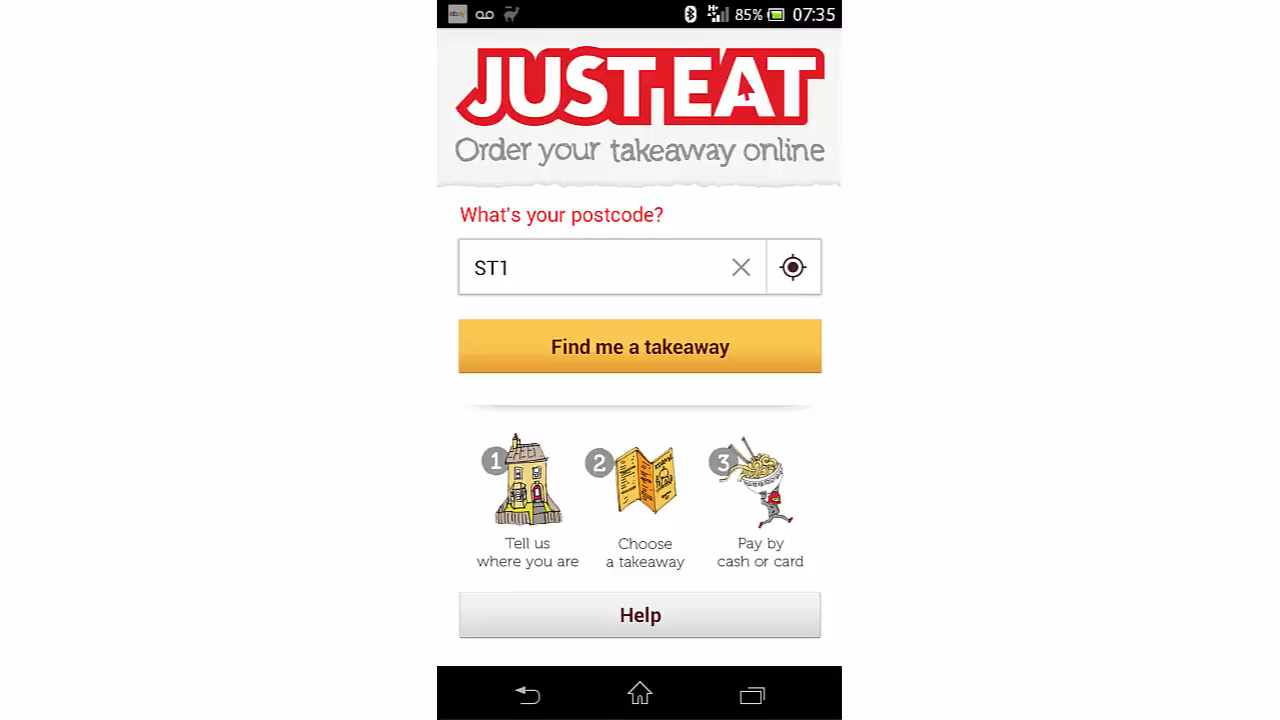 85% 07:35
JUST EAT
Order your takeaway online
What's your postcode?
ST1
Find me a takeaway
1 2 3
Tell us where you are
Choose a takeaway
Pay by cash or card
Help